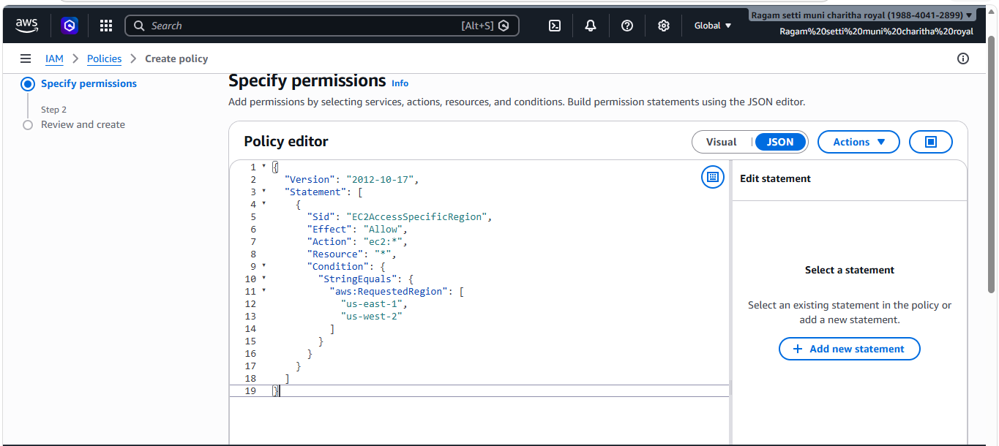 aws
Search
[Alt+S]
Global
Ragam setti muni charitha royal (1988-4041-2899)
Ragam%20setti%20muni%20charitha%20royal
IAM > Policies > Create policy
Specify permissions
Step 2
Review and create
Specify permissions Info
Add permissions by selecting services, actions, resources, and conditions. Build permission statements using the JSON editor.
Policy editor
Visual
JSON
Actions
1 {
2 "Version": "2012-10-17",
3 "Statement": [
4 {
5 "Sid": "EC2AccessSpecificRegion",
6 "Effect": "Allow",
7 "Action": "ec2:*",
8 "Resource": "*",
9 "Condition": {
10 "StringEquals": {
11 "aws:RequestedRegion": [
12 "us-east-1",
13 "us-west-2"
14 ]
15 }
16 }
17 }
18 ]
19 }
Edit statement
Select a statement
Select an existing statement in the policy or
add a new statement.
+ Add new statement